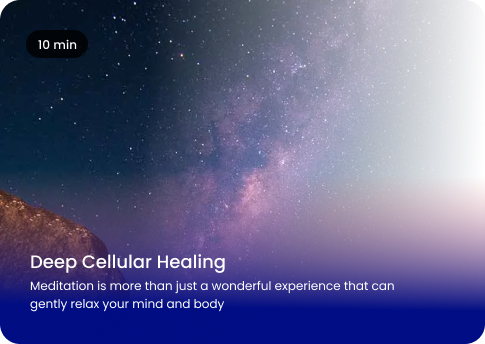 10 min
Deep Cellular Healing
Meditation is more than just a wonderful experience that can
gently relax your mind and body